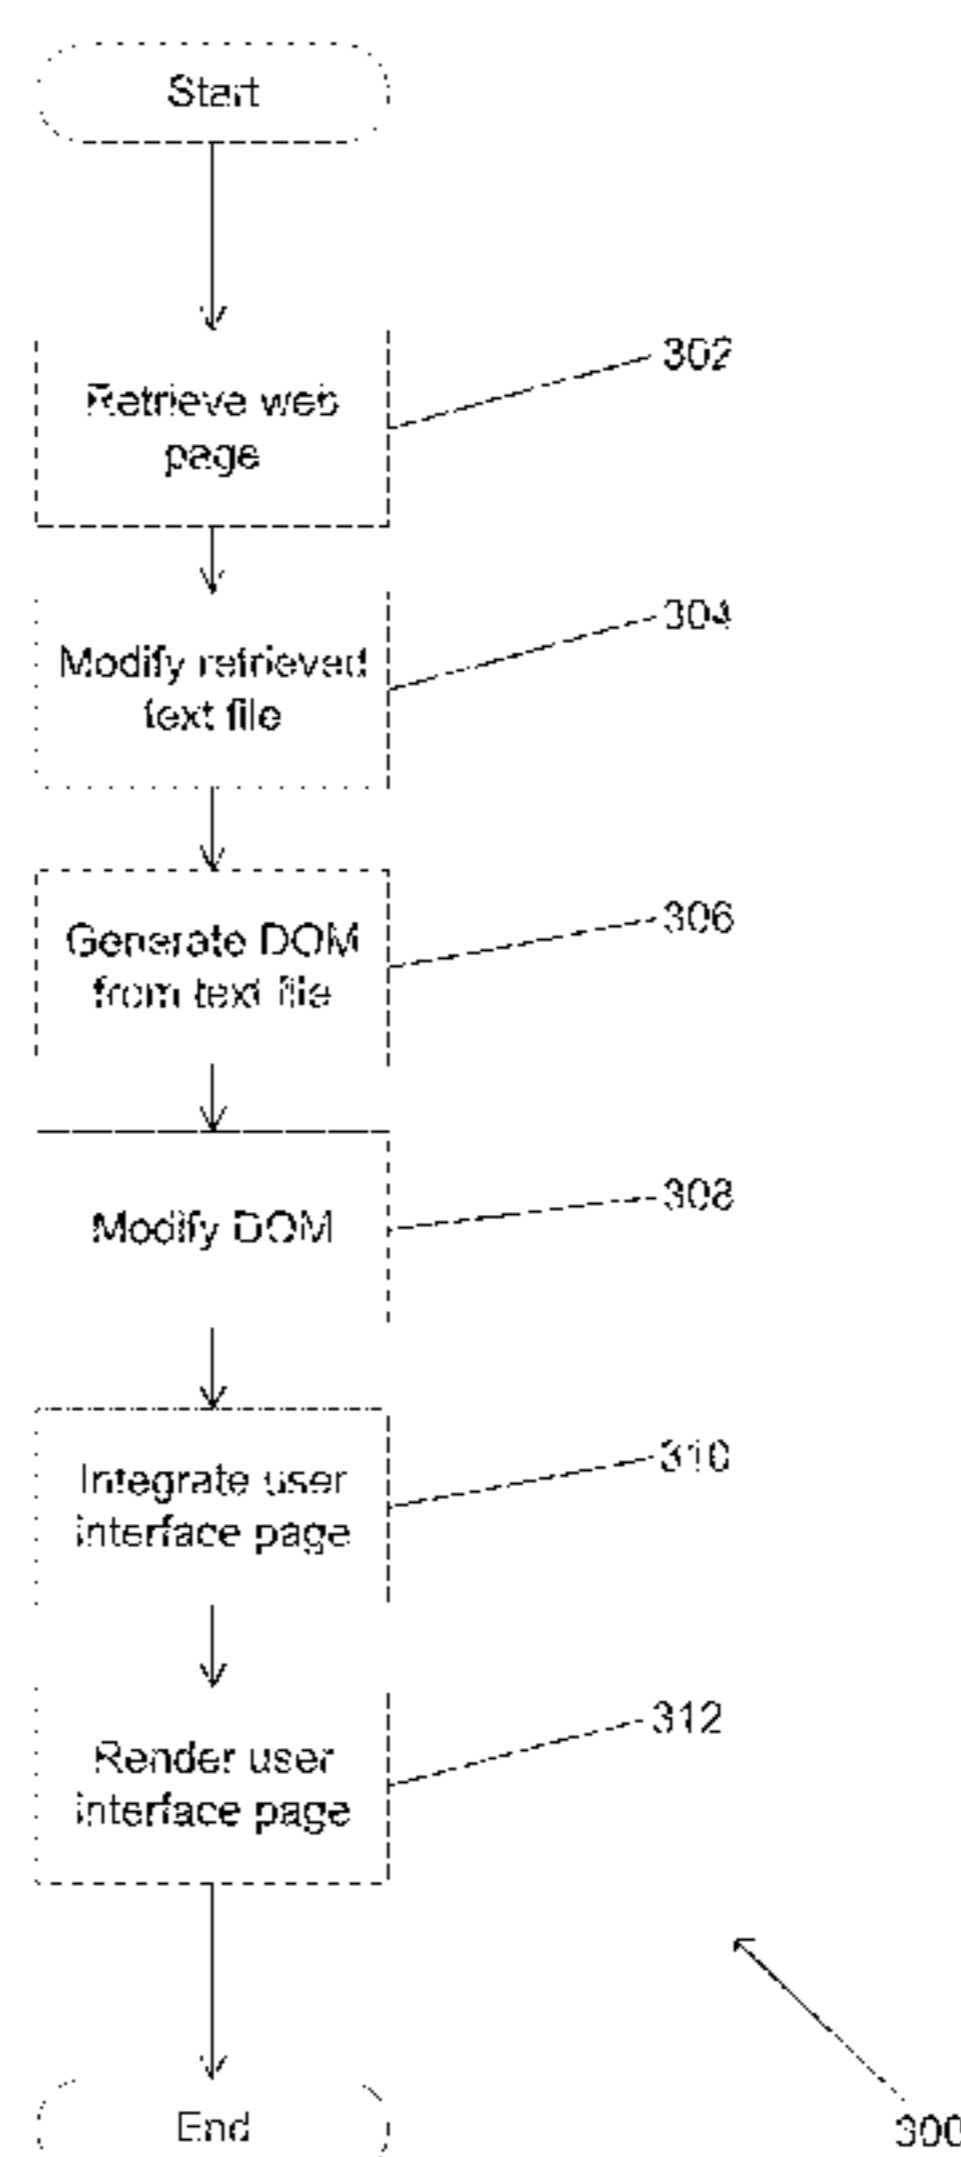 Start
302
Retrieve web
page
304
Modify retrieved
text file
306
Generate DOM
from text file
308
Modify DOM
310
Integrate user
interface page
312
Render user
interface page
End
300